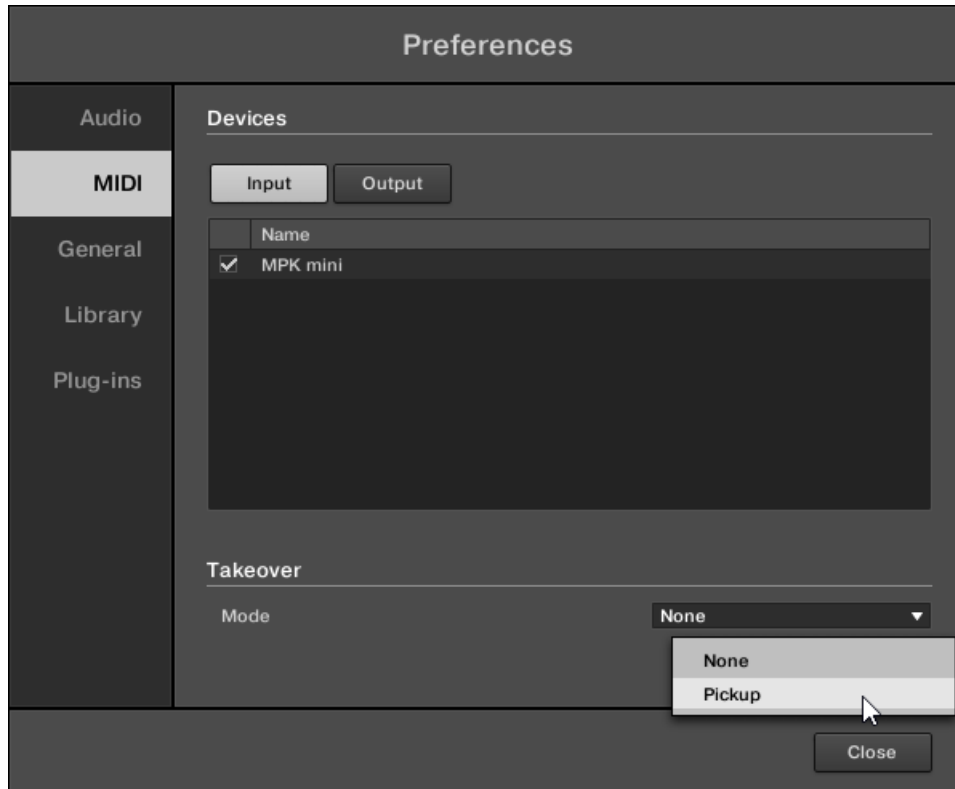 Preferences
Audio
MIDI
General
Library
Plug-ins
Devices
Input Output
Name
MPK mini
Takeover
Mode None
None
Pickup
Close